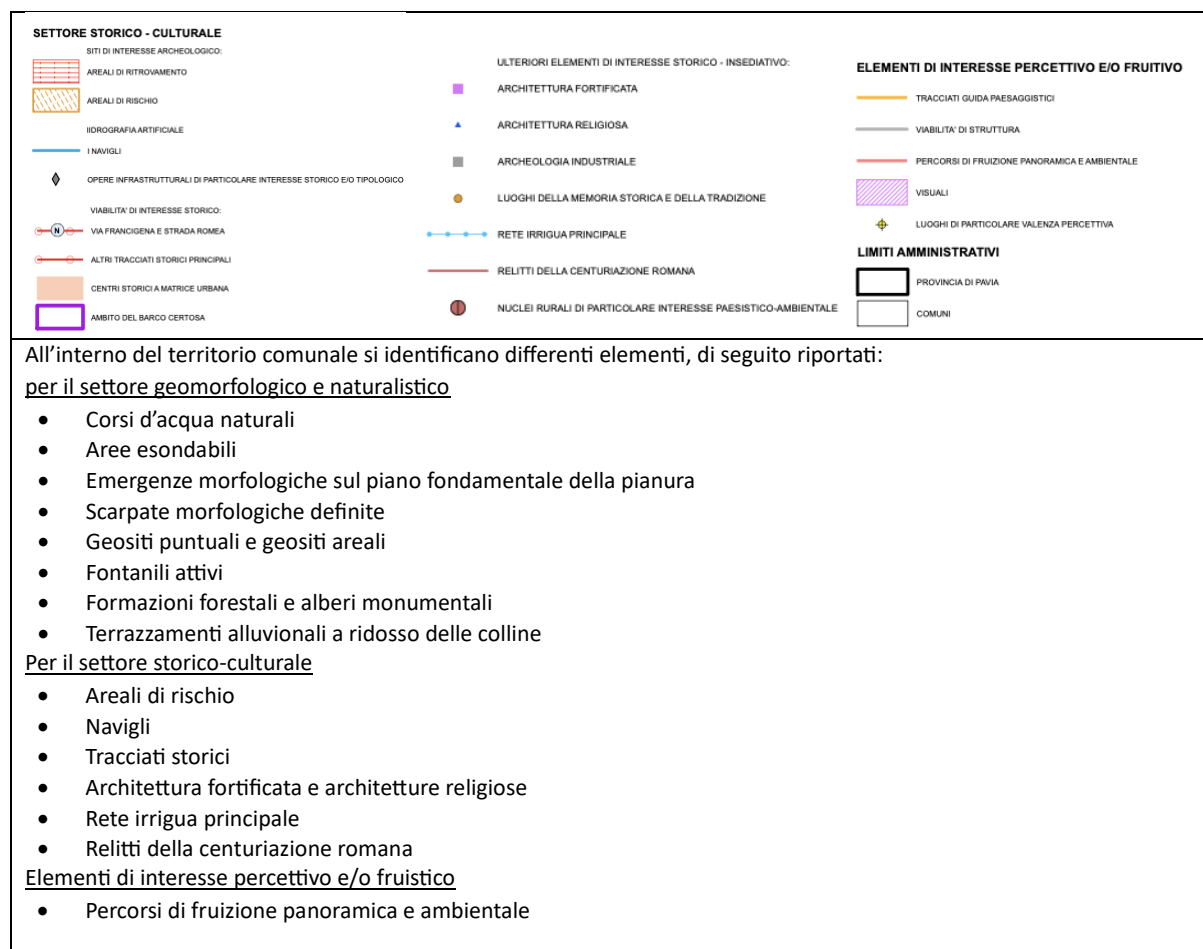 SETTORE STORICO - CULTURALE
SITI DI INTERESSE ARCHEOLOGICO:
AREALI DI RITROVAMENTO
AREALI DI RISCHIO
IIDROGRAFIA ARTIFICIALE
I NAVIGLI
OPERE INFRASTRUTTURALI DI PARTICOLARE INTERESSE STORICO E/O TIPOLOGICO
VIABILITA' DI INTERESSE STORICO:
N VIA FRANCIGENA E STRADA ROMEA
ALTRI TRACCIATI STORICI PRINCIPALI
CENTRI STORICI A MATRICE URBANA
AMBITO DEL BARCO CERTOSA
ULTERIORI ELEMENTI DI INTERESSE STORICO - INSEDIATIVO:
ARCHITETTURA FORTIFICATA
ARCHITETTURA RELIGIOSA
ARCHEOLOGIA INDUSTRIALE
LUOGHI DELLA MEMORIA STORICA E DELLA TRADIZIONE
RETE IRRIGUA PRINCIPALE
RELITTI DELLA CENTURIAZIONE ROMANA
NUCLEI RURALI DI PARTICOLARE INTERESSE PAESISTICO-AMBIENTALE
ELEMENTI DI INTERESSE PERCETTIVO E/O FRUITIVO
TRACCIATI GUIDA PAESAGGISTICI
VIABILITA' DI STRUTTURA
PERCORSI DI FRUIZIONE PANORAMICA E AMBIENTALE
VISUALI
LUOGHI DI PARTICOLARE VALENZA PERCETTIVA
LIMITI AMMINISTRATIVI
PROVINCIA DI PAVIA
COMUNI
All'interno del territorio comunale si identificano differenti elementi, di seguito riportati:
per il settore geomorfologico e naturalistico
• Corsi d'acqua naturali
• Aree esondabili
• Emergenze morfologiche sul piano fondamentale della pianura
• Scarpate morfologiche definite
• Geositi puntuali e geositi areali
• Fontanili attivi
• Formazioni forestali e alberi monumentali
• Terrazzamenti alluvionali a ridosso delle colline
Per il settore storico-culturale
• Areali di rischio
• Navigli
• Tracciati storici
• Architettura fortificata e architetture religiose
• Rete irrigua principale
• Relitti della centuriazione romana
Elementi di interesse percettivo e/o fruistico
• Percorsi di fruizione panoramica e ambientale